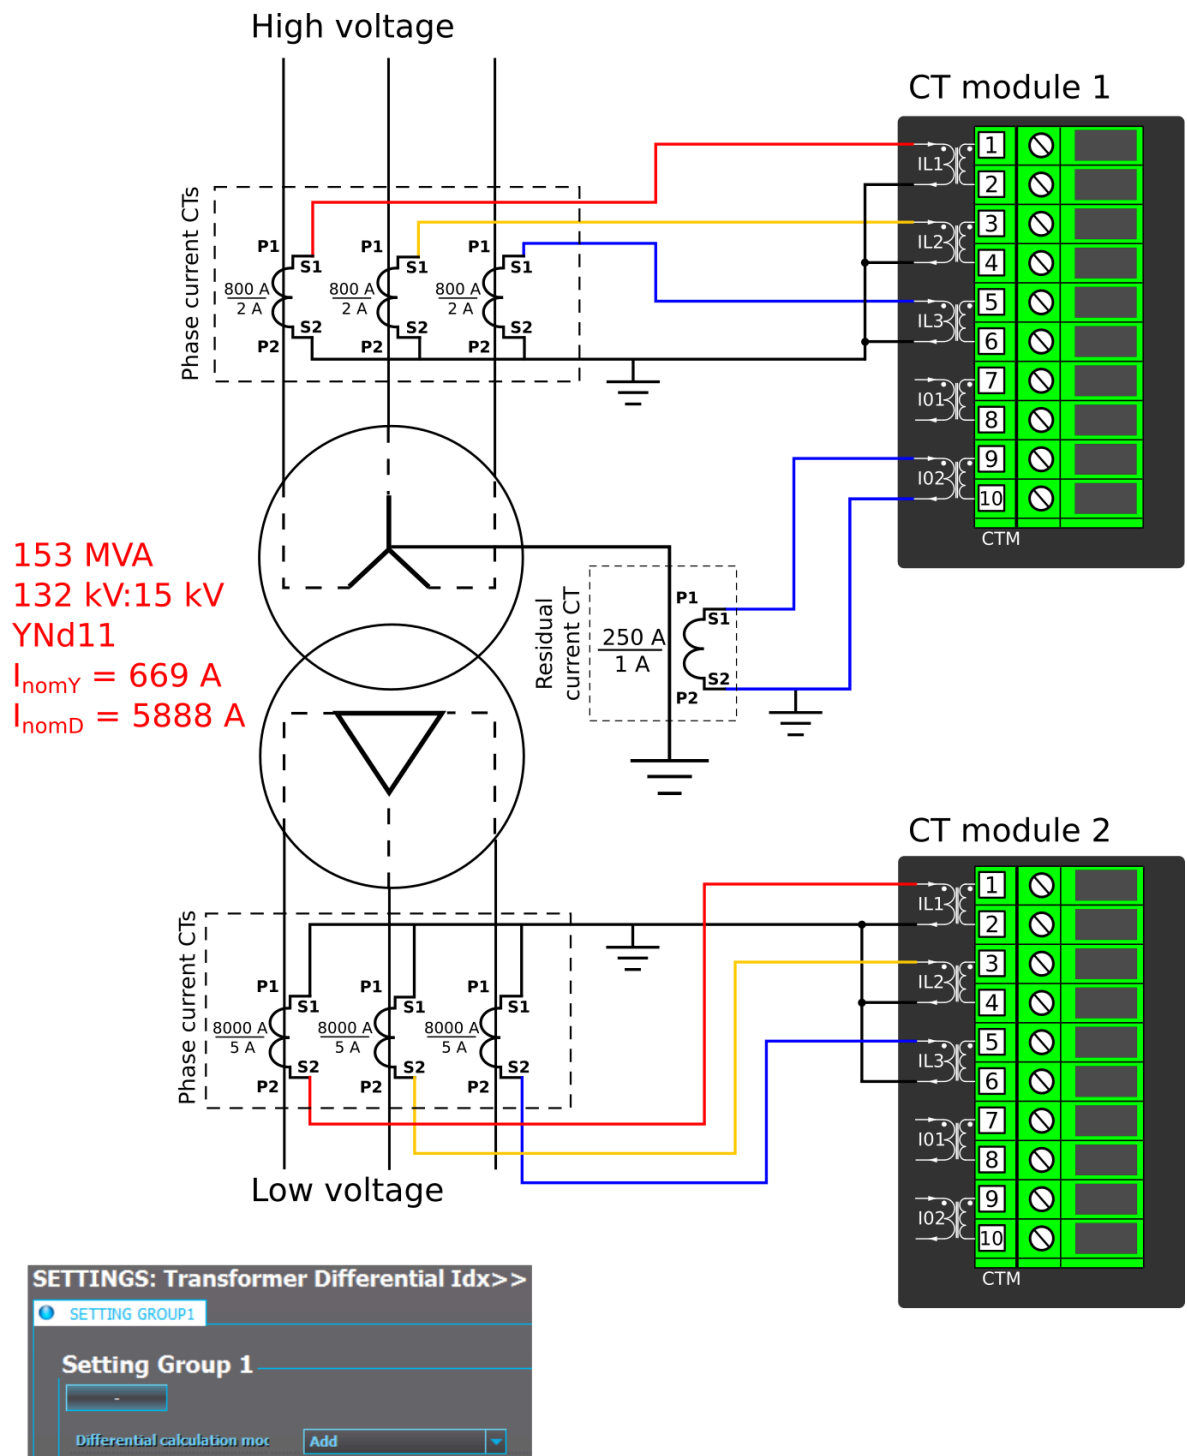 High voltage
CT module 1
Phase current CTs
P1 P1 P1
S1 S1 S1
800 A 800 A 800 A
2 A 2 A 2 A
S2 S2 S2
P2 P2 P2
IL1
IL2
IL3
I01
I02
1
2
3
4
5
6
7
8
9
10
CTM
153 MVA
132 kV:15 kV
YNd11
InomY = 669 A
InomD = 5888 A
Residual
current CT
P1
S1
250 A
1 A
S2
P2
CT module 2
Phase current CTs
P1 P1 P1
S1 S1 S1
8000 A 8000 A 8000 A
5 A 5 A 5 A
S2 S2 S2
P2 P2 P2
IL1
IL2
IL3
I01
I02
1
2
3
4
5
6
7
8
9
10
CTM
Low voltage
SETTINGS: Transformer Differential Idx>>
SETTING GROUP1
Setting Group 1
-
Differential calculation moc
Add